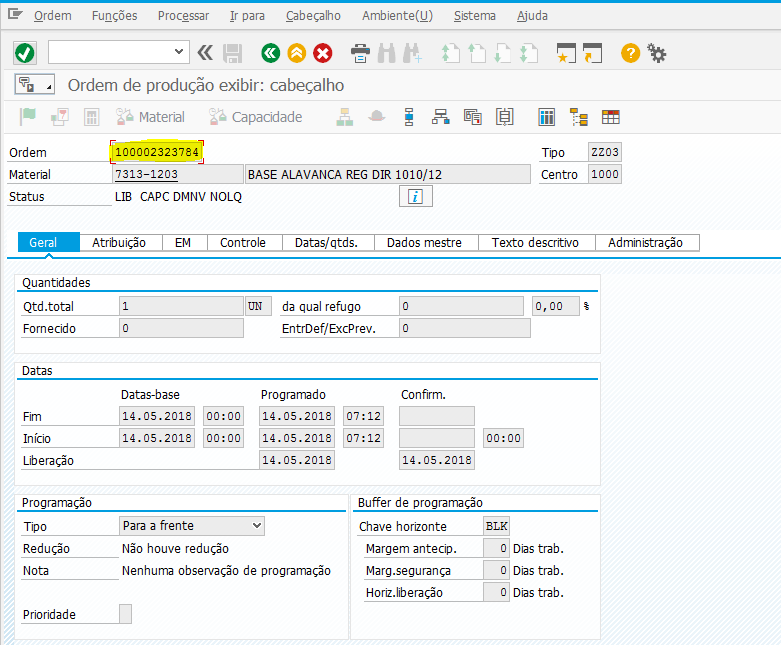 Ordem Funções Processar Ir para Cabeçalho Ambiente(U) Sistema Ajuda
Ordem de produção exibir: cabeçalho
Material Capacidade
Ordem 100002323784 Tipo ZZ03
Material 7313-1203 BASE ALAVANCA REG DIR 1010/12 Centro 1000
Status LIB CAPC DMNV NOLQ
Geral Atribuição EM Controle Datas/qtds. Dados mestre Texto descritivo Administração
Quantidades
Qtd.total 1 UN da qual refugo 0 0,00 %
Fornecido 0 EntrDef/ExcPrev. 0
Datas
Datas-base Programado Confirm.
Fim 14.05.2018 00:00 14.05.2018 07:12
Início 14.05.2018 00:00 14.05.2018 07:12 00:00
Liberação 14.05.2018 14.05.2018
Programação
Tipo Para a frente
Redução Não houve redução
Nota Nenhuma observação de programação
Prioridade
Buffer de programação
Chave horizonte BLK
Margem antecip. 0 Dias trab.
Marg.segurança 0 Dias trab.
Horiz.liberação 0 Dias trab.